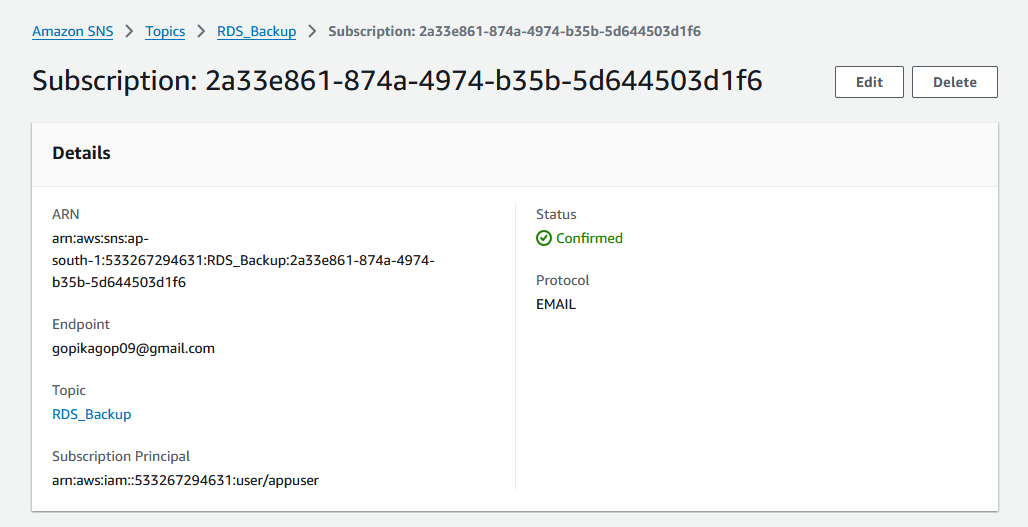 Amazon SNS > Topics > RDS_Backup > Subscription: 2a33e861-874a-4974-b35b-5d644503d1f6
Subscription: 2a33e861-874a-4974-b35b-5d644503d1f6
Edit
Delete
Details
ARN
arn:aws:sns:ap-
south-1:533267294631:RDS_Backup:2a33e861-874a-4974-
b35b-5d644503d1f6
Endpoint
gopikagop09@gmail.com
Topic
RDS_Backup
Subscription Principal
arn:aws:iam::533267294631:user/appuser
Status
Confirmed
Protocol
EMAIL